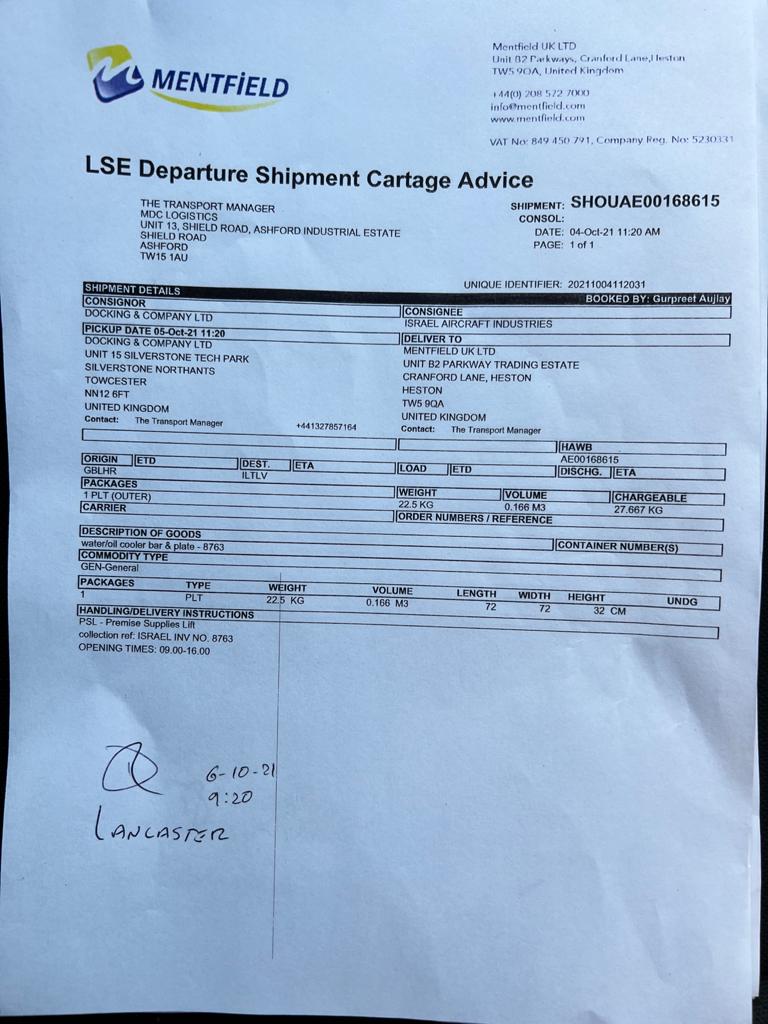 MENTFiELD
Mentfield UK LTD
Unit B2 Parkways, Cranford Lane,Heston
TW5 9QA, United Kingdom
+44(0) 208 572 7000
info@mentfield.com
www.mentfield.com
VAT No: 849 450 791, Company Reg. No: 5230331
LSE Departure Shipment Cartage Advice
THE TRANSPORT MANAGER
MDC LOGISTICS
UNIT 13, SHIELD ROAD, ASHFORD INDUSTRIAL ESTATE
SHIELD ROAD
ASHFORD
TW15 1AU
SHIPMENT: SHOUAE00168615
CONSOL:
DATE: 04-Oct-21 11:20 AM
PAGE: 1 of 1
UNIQUE IDENTIFIER: 20211004112031
SHIPMENT DETAILS BOOKED BY: Gurpreet Aujlay
CONSIGNOR
DOCKING & COMPANY LTD
CONSIGNEE
ISRAEL AIRCRAFT INDUSTRIES
PICKUP DATE 05-Oct-21 11:20
DOCKING & COMPANY LTD
UNIT 15 SILVERSTONE TECH PARK
SILVERSTONE NORTHANTS
TOWCESTER
NN12 6FT
UNITED KINGDOM
Contact: The Transport Manager +441327857164
DELIVER TO
MENTFIELD UK LTD
UNIT B2 PARKWAY TRADING ESTATE
CRANFORD LANE, HESTON
HESTON
TW5 9QA
UNITED KINGDOM
Contact: The Transport Manager
HAWB
AE00168615
ORIGIN ETD DEST. ETA LOAD ETD DISCHG. ETA
GBLHR ILTLV
PACKAGES WEIGHT VOLUME CHARGEABLE
1 PLT (OUTER) 22.5 KG 0.166 M3 27.667 KG
CARRIER ORDER NUMBERS / REFERENCE
DESCRIPTION OF GOODS CONTAINER NUMBER(S)
water/oil cooler bar & plate - 8763
COMMODITY TYPE
GEN-General
PACKAGES TYPE WEIGHT VOLUME LENGTH WIDTH HEIGHT UNDG
1 PLT 22.5 KG 0.166 M3 72 72 32 CM
HANDLING/DELIVERY INSTRUCTIONS
PSL - Premise Supplies Lift
collection ref: ISRAEL INV NO. 8763
OPENING TIMES: 09.00-16.00
6-10-21
9:20
LANCASTER